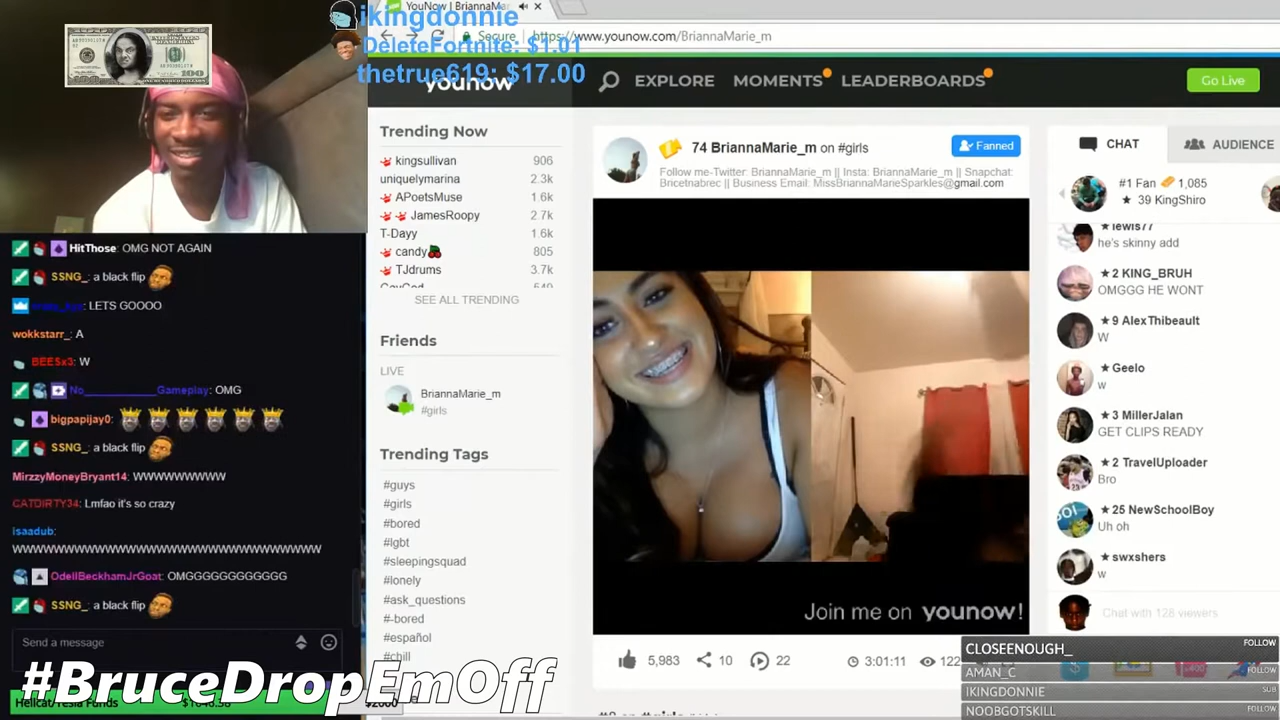 ikingdonnie
DeleteFortnite: $1.01
thetrue619: $17.00
YouNow | BriannaMa
Secure
https://www.younow.com/BriannaMarie_m
younow
EXPLORE
MOMENTS
LEADERBOARDS
Go Live
HitThose: OMG NOT AGAIN
SSNG_: a black flip
: LETS GOOOO
wokkstarr_: A
BEESx3: W
No__________Gameplay: OMG
bigpapijay0:
SSNG_: a black flip
MirzzyMoneyBryant14: WWWWWWWWWW
CATDIRTY34: Lmfao it's so crazy
isaadub:
WWWWWWWWWWWWWWWWWWWWWWWWWWWWW
OdellBeckhamJrGoat: OMGGGGGGGGGGGG
SSNG_: a black flip
Send a message
#BruceDropEmOff
Hellcat/Tesla Funds
Trending Now
kingsullivan 906
uniquelymarina 2.3k
APoetsMuse 1.6k
JamesRoopy 2.7k
T-Dayy 1.6k
candy 805
TJdrums 3.7k
SEE ALL TRENDING
Friends
LIVE
BriannaMarie_m
#girls
Trending Tags
#guys
#girls
#bored
#lgbt
#sleepingsquad
#lonely
#ask_questions
#-bored
#español
#chill
74 BriannaMarie_m on #girls
Fanned
Follow me-Twitter: BriannaMarie_m || Insta: BriannaMarie_m || Snapchat:
Bricetnabrec || Business Email: MissBriannaMarieSparkles@gmail.com
Join me on younow!
5,983
10
22
3:01:11
122
CHAT
AUDIENCE
#1 Fan 1,085
★ 39 KingShiro
★ lewis77
he's skinny add
★ 2 KING_BRUH
OMGGG HE WONT
★ 9 AlexThibeault
W
★ Geelo
w
★ 3 MillerJalan
GET CLIPS READY
★ 2 TravelUploader
Bro
★ 25 NewSchoolBoy
Uh oh
★ swxshers
w
Chat with 128 viewers
CLOSEENOUGH_ FOLLOW
AMAN_C FOLLOW
IKINGDONNIE SUB
NOOBGOTSKILL FOLLOW